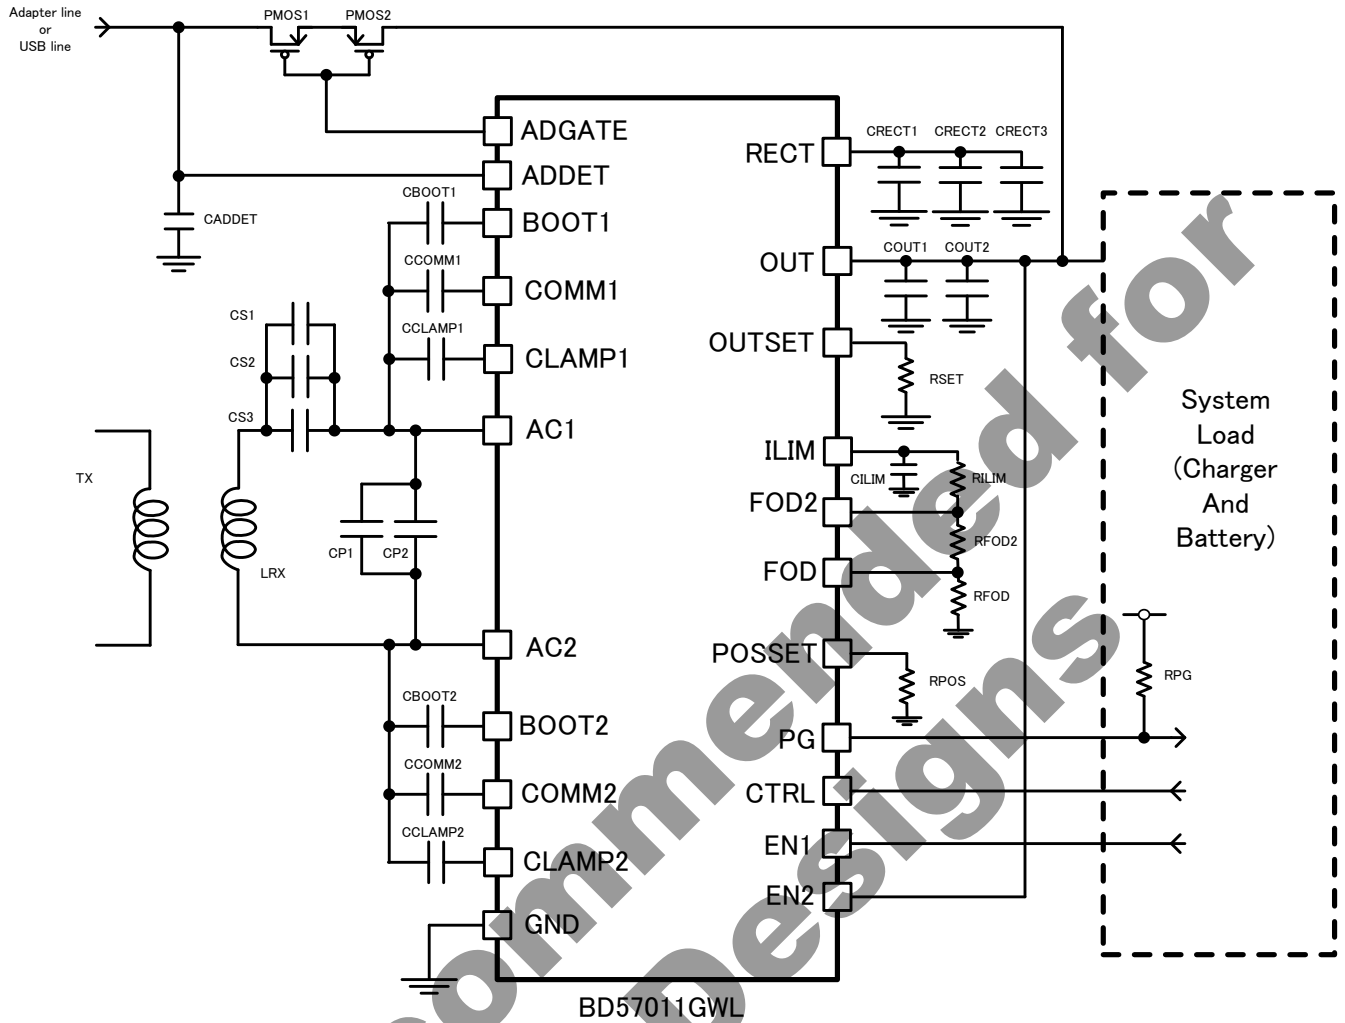 Adapter line
or
USB line
PMOS1
PMOS2
ADGATE
ADDET
CADDET
CBOOT1
BOOT1
CCOMM1
COMM1
CCLAMP1
CLAMP1
CS1
CS2
CS3
AC1
TX
LRX
CP1
CP2
AC2
CBOOT2
BOOT2
CCOMM2
COMM2
CCLAMP2
CLAMP2
GND
RECT
CRECT1
CRECT2
CRECT3
OUT
COUT1
COUT2
OUTSET
RSET
ILIM
CILIM
RILIM
FOD2
RFOD2
FOD
RFOD
POSSET
RPOS
PG
RPG
CTRL
EN1
EN2
System
Load
(Charger
And
Battery)
BD57011GWL
ommended for
Designs